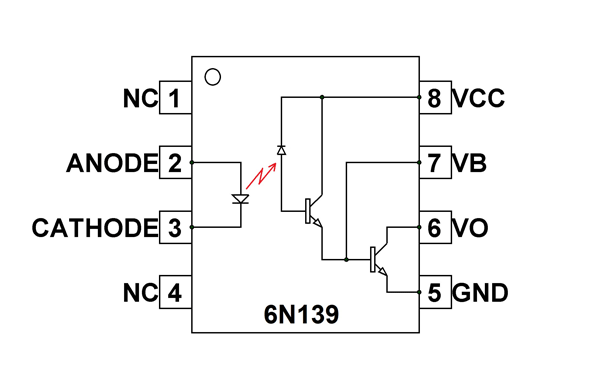 NC 1
8 VCC
ANODE 2
7 VB
CATHODE 3
6 VO
NC 4
5 GND
6N139